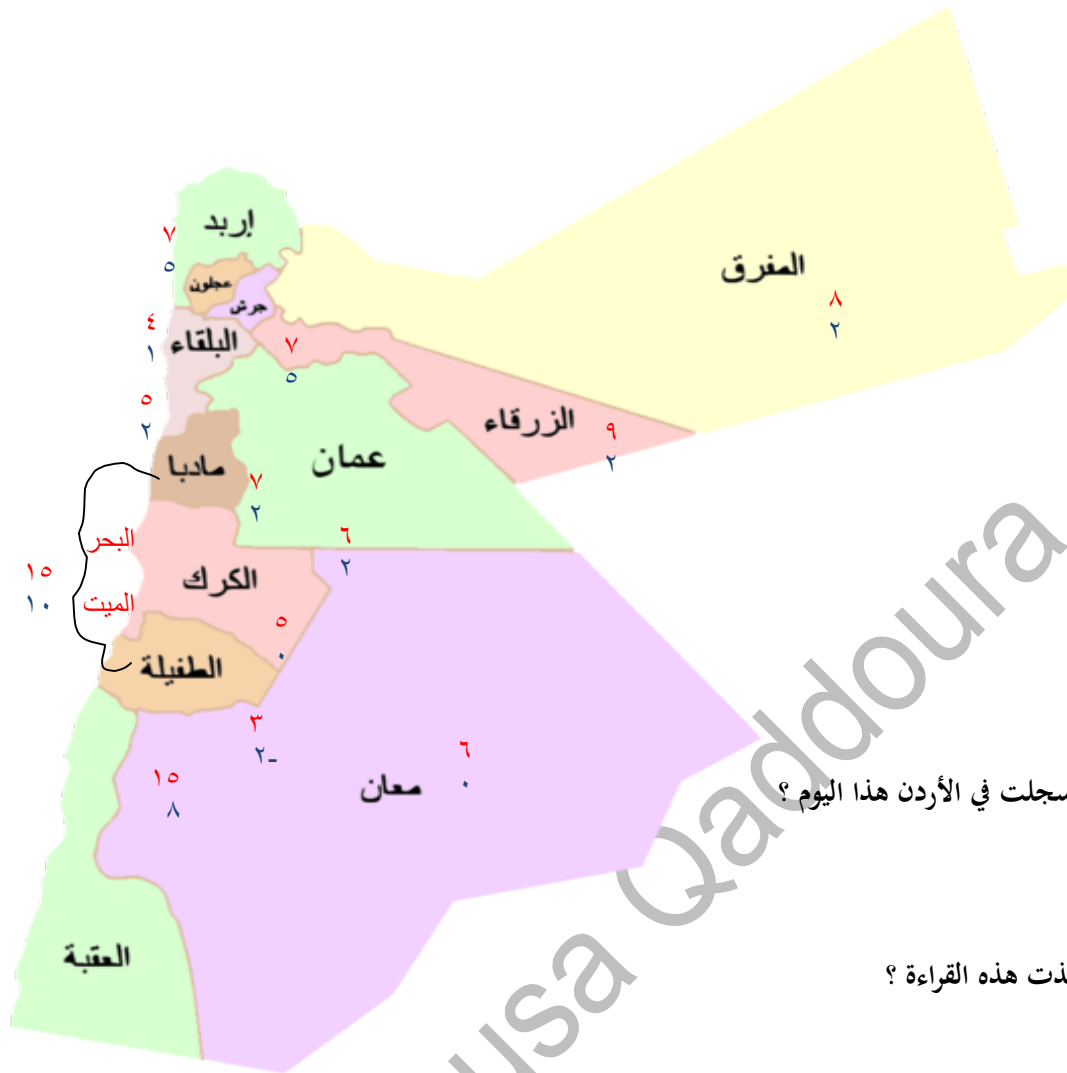 إربد
٧
٥
عجلون
جرش
المفرق
٨
٢
٤
١
البلقاء
٧
٥
٥
٢
الزرقاء
٩
٢
مادبا
عمان
٧
٢
٦
٢
البحر
الميت
١٥
١٠
الكرك
٥
٠
الطفيلة
٣
-٢
١٥
٨
معان
٦
٠
سجلت في الأردن هذا اليوم ؟
العقبة
ذت هذه القراءة ؟
usa Qaddoura